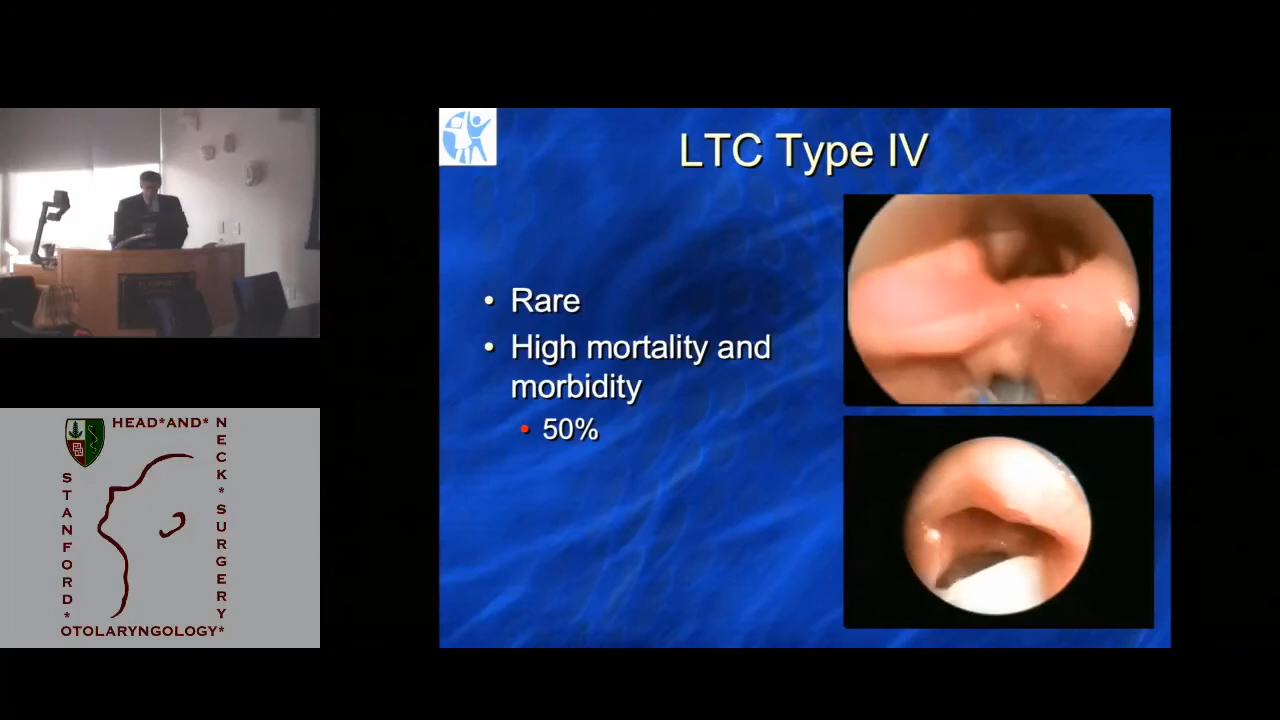 LTC Type IV
• Rare
• High mortality and
morbidity
• 50%
HEAD*AND*
NECK*SURGERY*
STANFORD*
OTOLARYNGOLOGY*